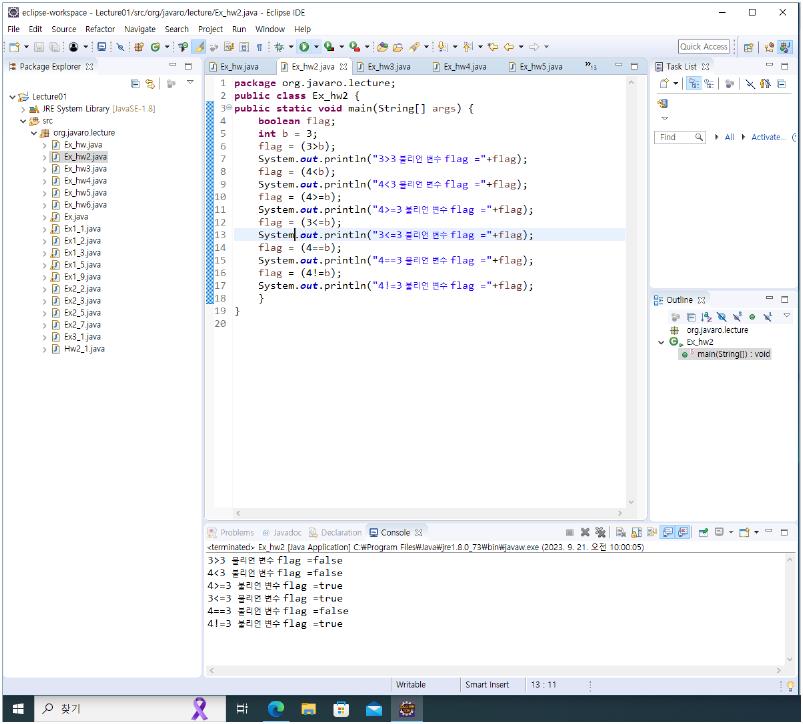 eclipse-workspace - Lecture01/src/org/javaro/lecture/Ex_hw2.java - Eclipse IDE
File Edit Source Refactor Navigate Search Project Run Window Help
Quick Access
Package Explorer
Lecture01
JRE System Library [JavaSE-1.8]
src
org.javaro.lecture
Ex_hw.java
Ex_hw2.java
Ex_hw3.java
Ex_hw4.java
Ex_hw5.java
Ex_hw6.java
Ex.java
Ex1_1.java
Ex1_2.java
Ex1_3.java
Ex1_5.java
Ex1_9.java
Ex2_2.java
Ex2_3.java
Ex2_5.java
Ex2_7.java
Ex3_1.java
Hw2_1.java
Ex_hw.java Ex_hw2.java Ex_hw3.java Ex_hw4.java Ex_hw5.java »13
1 package org.javaro.lecture;
2 public class Ex_hw2 {
3 public static void main(String[] args) {
4 boolean flag;
5 int b = 3;
6 flag = (3>b);
7 System.out.println("3>3 불리언 변수 flag ="+flag);
8 flag = (4<b);
9 System.out.println("4<3 불리언 변수 flag ="+flag);
10 flag = (4>=b);
11 System.out.println("4>=3 불리언 변수 flag ="+flag);
12 flag = (3<=b);
13 System.out.println("3<=3 불리언 변수 flag ="+flag);
14 flag = (4==b);
15 System.out.println("4==3 불리언 변수 flag ="+flag);
16 flag = (4!=b);
17 System.out.println("4!=3 불리언 변수 flag ="+flag);
18 }
19 }
20
Task List
Find All Activate...
Outline
org.javaro.lecture
Ex_hw2
main(String[]) : void
Problems Javadoc Declaration Console
<terminated> Ex_hw2 [Java Application] C:₩Program Files₩Java₩jre1.8.0_73₩bin₩javaw.exe (2023. 9. 21. 오전 10:00:05)
3>3 불리언 변수 flag =false
4<3 불리언 변수 flag =false
4>=3 불리언 변수 flag =true
3<=3 불리언 변수 flag =true
4==3 불리언 변수 flag =false
4!=3 불리언 변수 flag =true
Writable Smart Insert 13 : 11
찾기